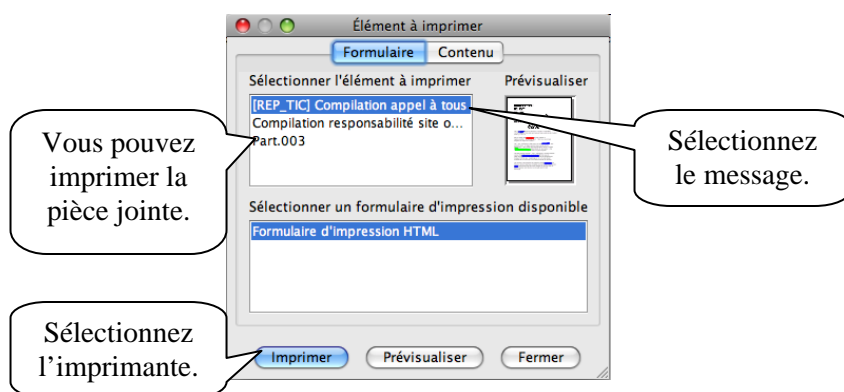 Élément à imprimer
Formulaire Contenu
Sélectionner l'élément à imprimer Prévisualiser
[REP_TIC] Compilation appel à tous
Compilation responsabilité site o...
Part.003
Vous pouvez
imprimer la
pièce jointe.
Sélectionnez
le message.
Sélectionner un formulaire d'impression disponible
Formulaire d'impression HTML
Sélectionnez
l’imprimante.
Imprimer Prévisualiser Fermer